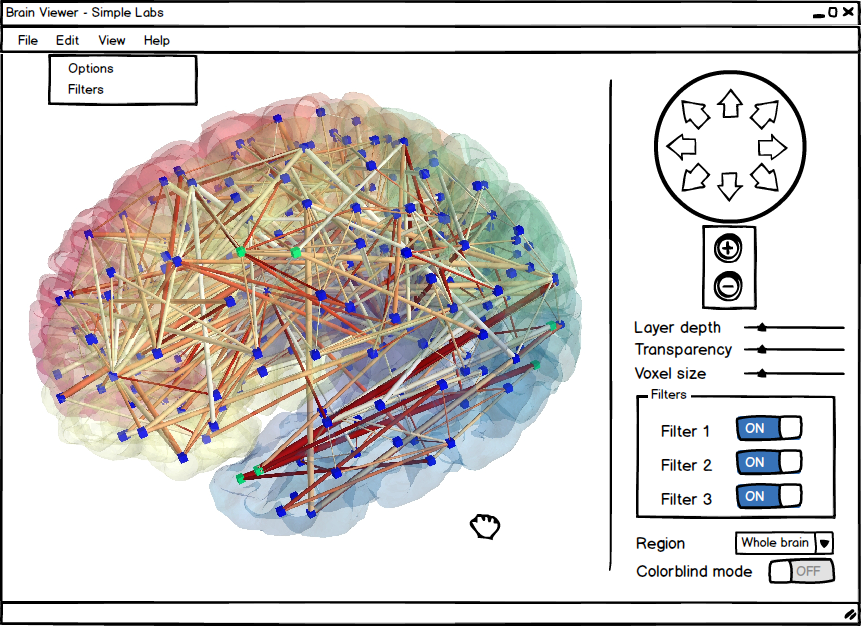 Brain Viewer - Simple Labs
File Edit View Help
Options
Filters
Layer depth
Transparency
Voxel size
Filters
Filter 1 ON
Filter 2 ON
Filter 3 ON
Region Whole brain
Colorblind mode OFF